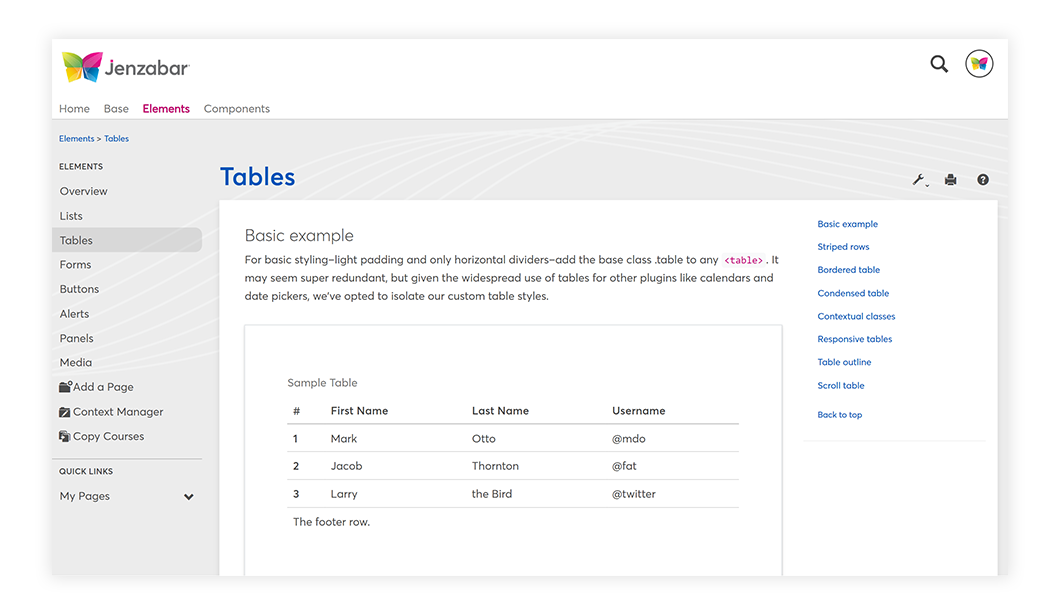 Jenzabar
Home Base Elements Components
Elements > Tables
ELEMENTS
Overview
Lists
Tables
Forms
Buttons
Alerts
Panels
Media
Add a Page
Context Manager
Copy Courses
QUICK LINKS
My Pages
Tables
Basic example
For basic styling–light padding and only horizontal dividers–add the base class .table to any <table>. It
may seem super redundant, but given the widespread use of tables for other plugins like calendars and
date pickers, we've opted to isolate our custom table styles.
Sample Table
# First Name Last Name Username
1 Mark Otto @mdo
2 Jacob Thornton @fat
3 Larry the Bird @twitter
The footer row.
Basic example
Striped rows
Bordered table
Condensed table
Contextual classes
Responsive tables
Table outline
Scroll table
Back to top